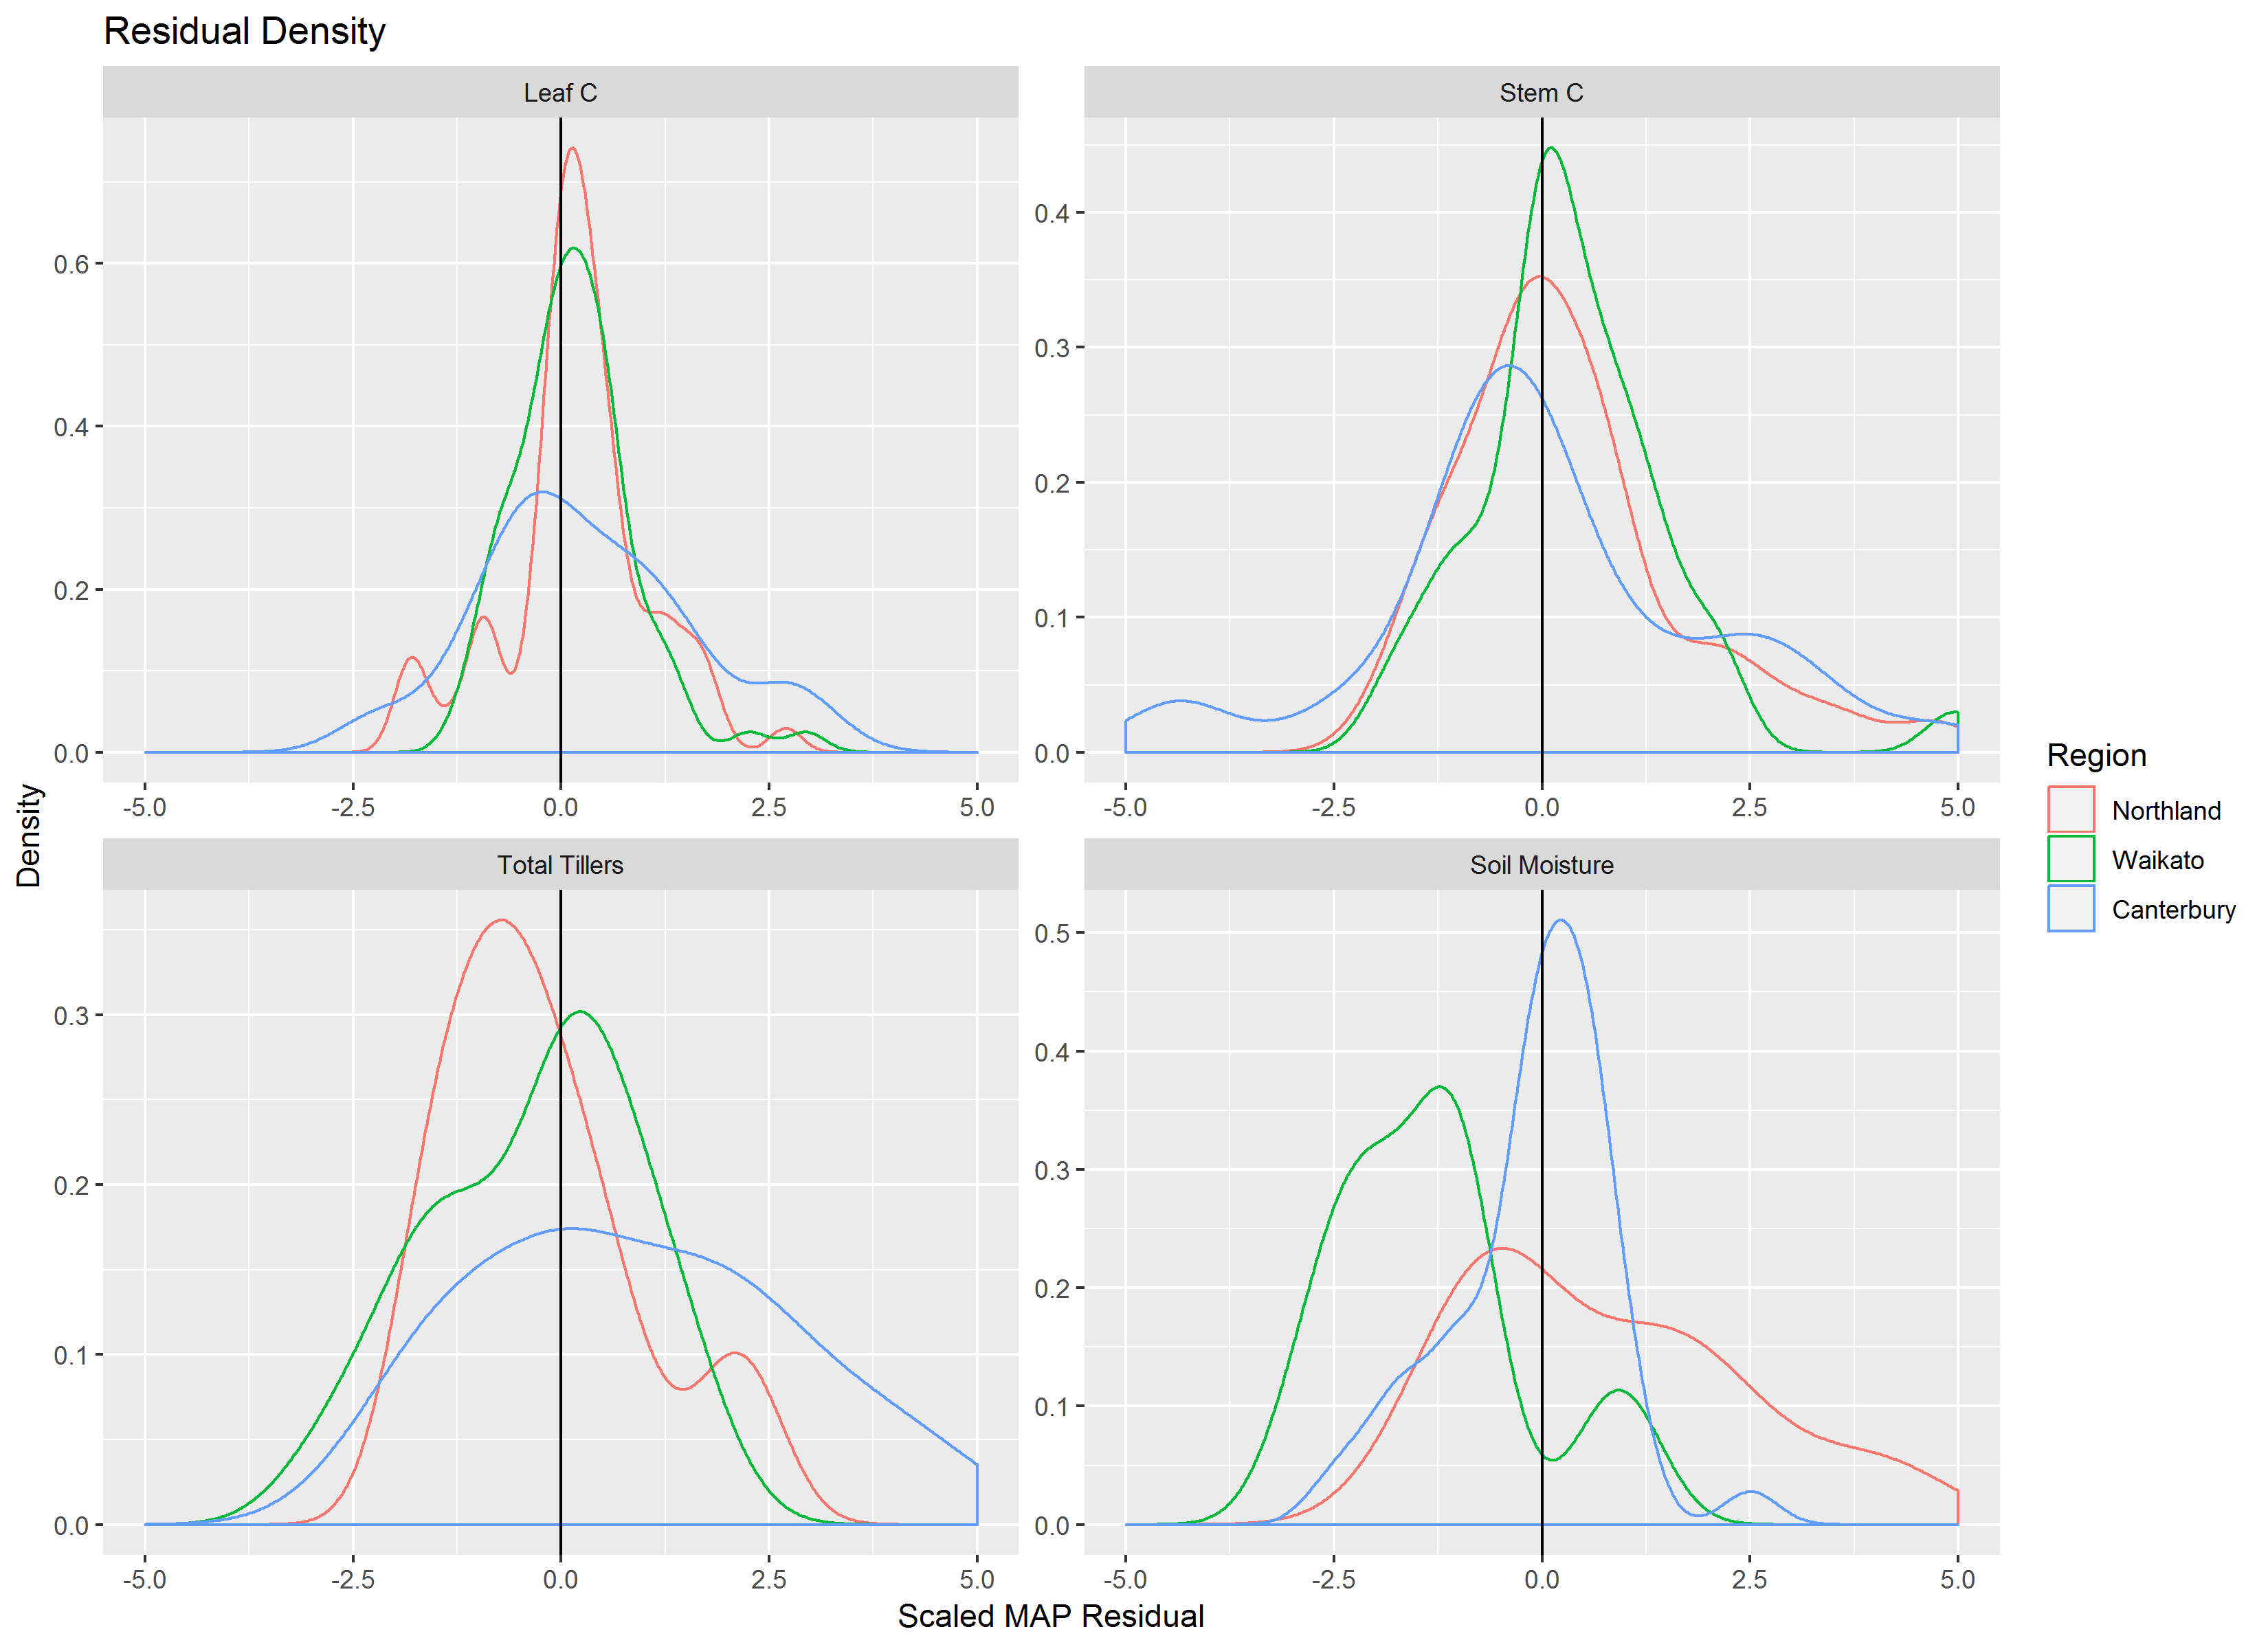 Residual Density
Leaf C
Stem C
0.6
0.4
0.2
0.0
0.4
0.3
0.2
0.1
0.0
-5.0 -2.5 0.0 2.5 5.0
-5.0 -2.5 0.0 2.5 5.0
Total Tillers
Soil Moisture
0.3
0.2
0.1
0.0
0.5
0.4
0.3
0.2
0.1
0.0
-5.0 -2.5 0.0 2.5 5.0
-5.0 -2.5 0.0 2.5 5.0
Density
Scaled MAP Residual
Region
Northland
Waikato
Canterbury